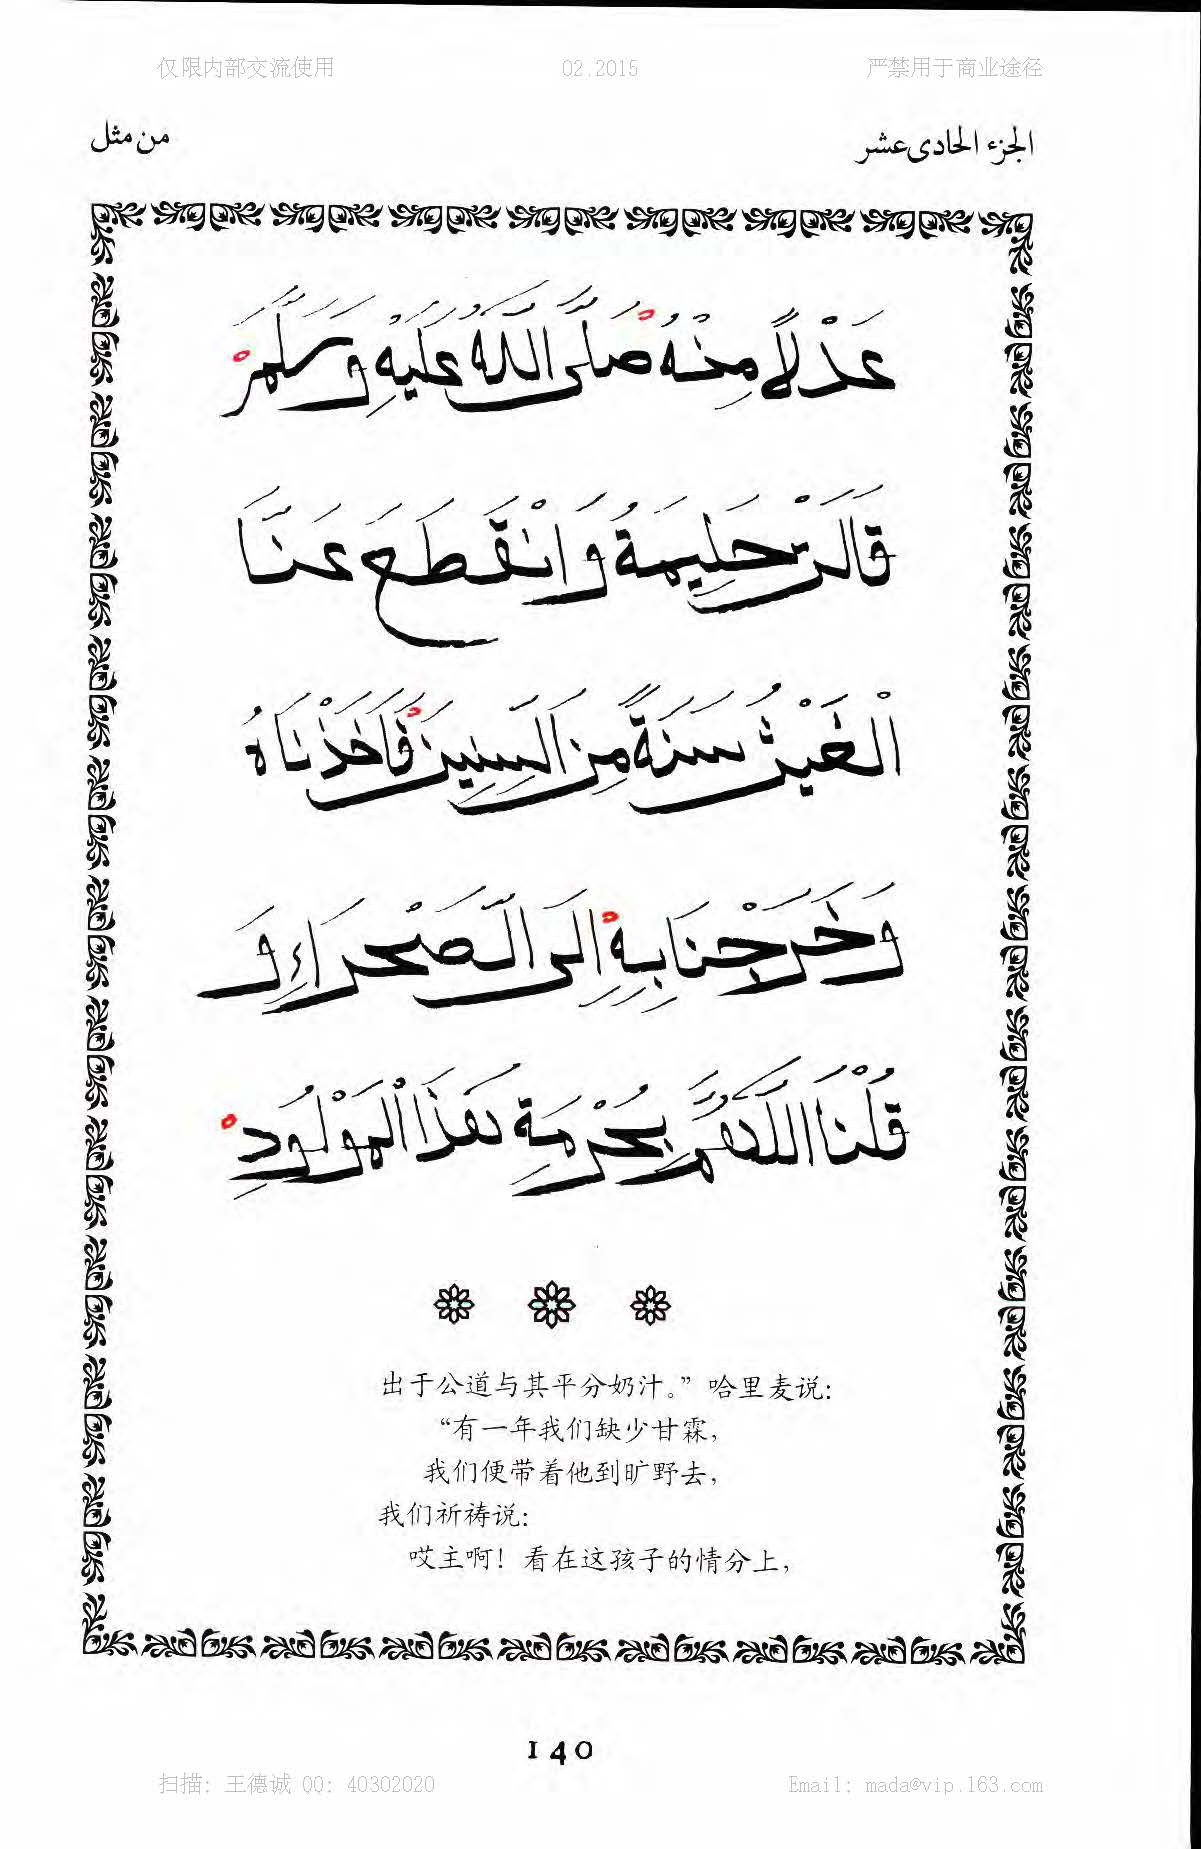 仅限内部交流使用 02.2015 严禁用于商业途径
الجزء الحادى عشر من مثل
عَدْلًا مِنْهُ صَلَّى اللَّهُ عَلَيْهِ وَسَلَّمَ
قَالَتْ حَلِيمَةُ وَانْقَطَعَ عَنَّا
الْغَيْثُ سَنَةً مِنَ السِّنِينَ فَأَخَذْنَاهُ
وَخَرَجْنَا بِهِ اِلَى الصَّحْرَاءِ وَ
قُلْنَا اللَّهُمَّ بِحُرْمَةِ هَذَا الْمَوْلُودِ
出于公道与其平分奶汁。”哈里麦说:
“有一年我们缺少甘霖,
我们便带着他到旷野去,
我们祈祷说:
哎主啊！看在这孩子的情分上,
140
扫描: 王德诚 QQ: 40302020 Email: mada@vip.163.com